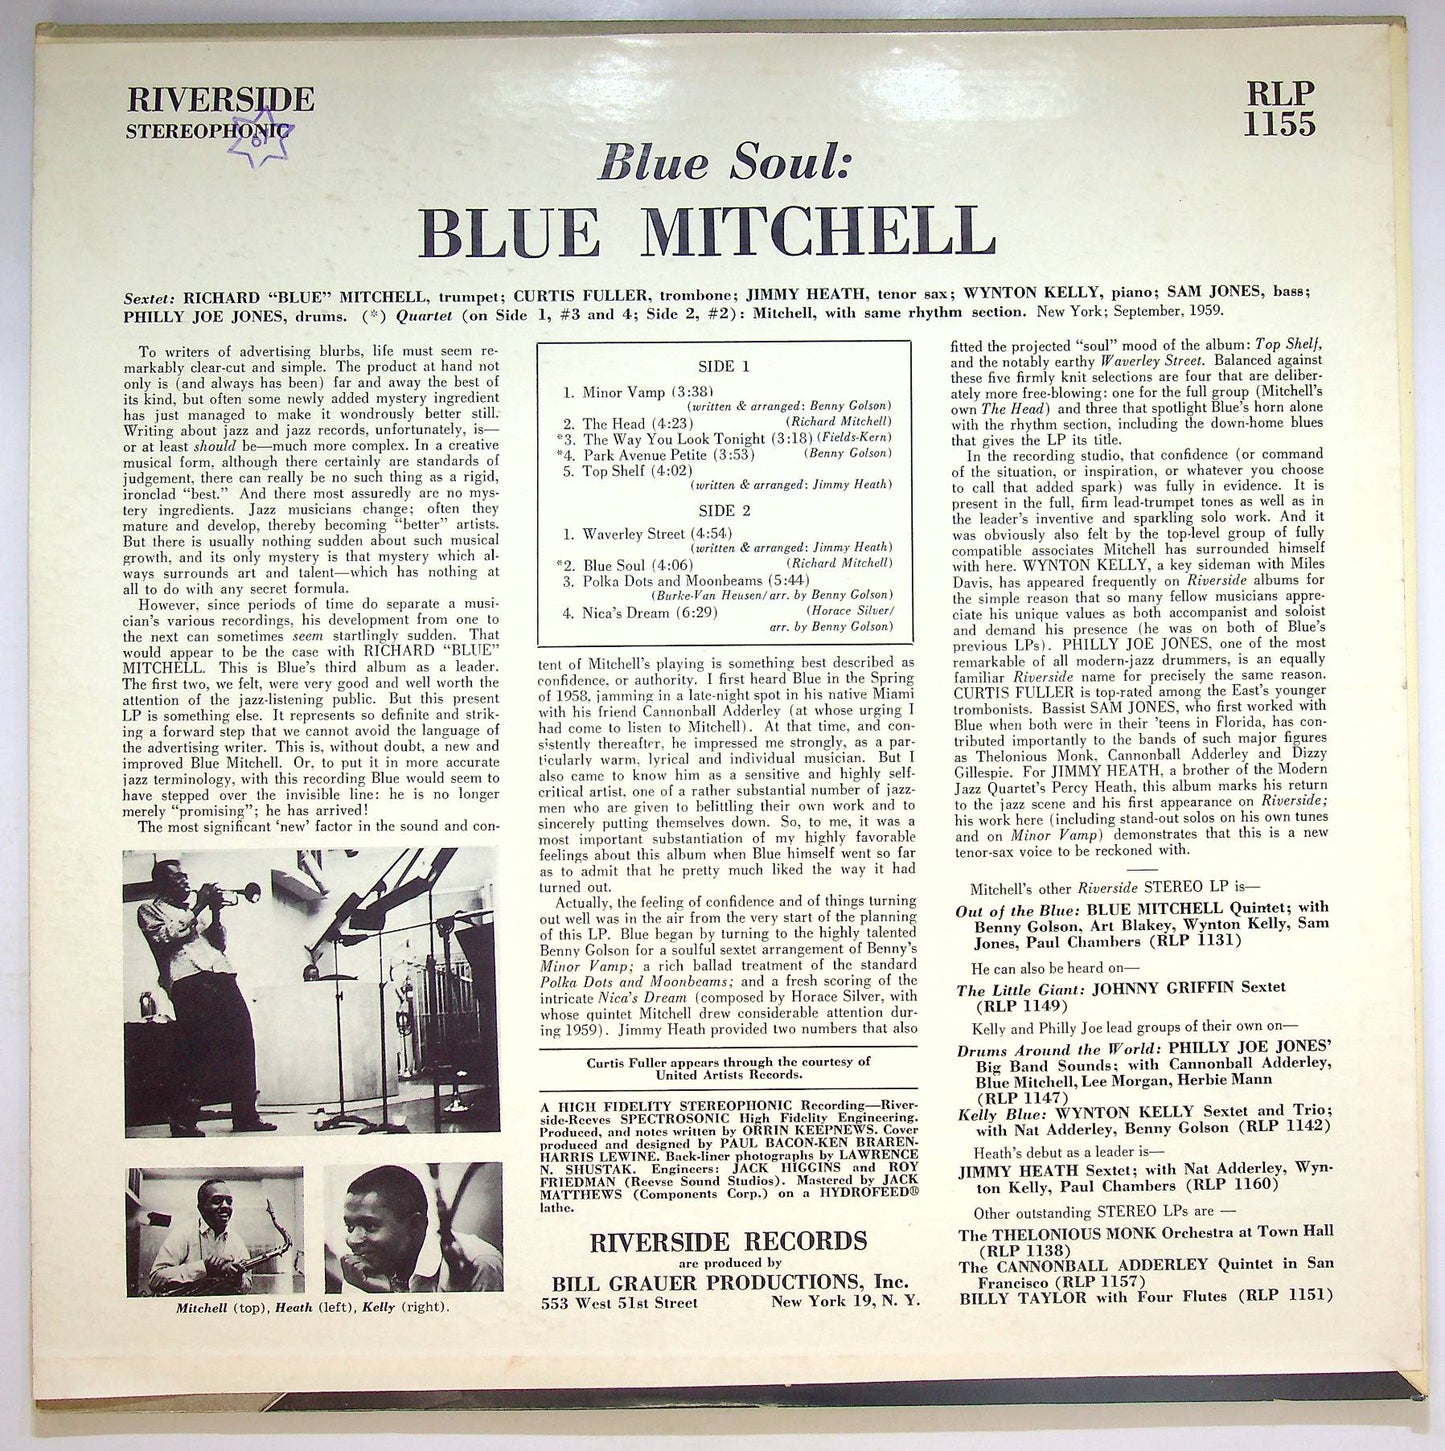 RIVERSIDE
STEREOPHONIC
RLP
1155
Blue Soul:
BLUE MITCHELL
Sextet: RICHARD “BLUE” MITCHELL, trumpet; CURTIS FULLER, trombone; JIMMY HEATH, tenor sax; WYNTON KELLY, piano; SAM JONES, bass;
PHILLY JOE JONES, drums. (*) Quartet (on Side 1, #3 and 4; Side 2, #2): Mitchell, with same rhythm section. New York; September, 1959.
To writers of advertising blurbs, life must seem re-
markably clear-cut and simple. The product at hand not
only is (and always has been) far and away the best of
its kind, but often some newly added mystery ingredient
has just managed to make it wondrously better still.
Writing about jazz and jazz records, unfortunately, is—
or at least should be—much more complex. In a creative
musical form, although there certainly are standards of
judgement, there can really be no such thing as a rigid,
ironclad “best.” And there most assuredly are no mys-
tery ingredients. Jazz musicians change; often they
mature and develop, thereby becoming “better” artists.
But there is usually nothing sudden about such musical
growth, and its only mystery is that mystery which al-
ways surrounds art and talent—which has nothing at
all to do with any secret formula.
However, since periods of time do separate a musi-
cian’s various recordings, his development from one to
the next can sometimes seem startlingly sudden. That
would appear to be the case with RICHARD “BLUE”
MITCHELL. This is Blue’s third album as a leader.
The first two, we felt, were very good and well worth the
attention of the jazz-listening public. But this present
LP is something else. It represents so definite and strik-
ing a forward step that we cannot avoid the language of
the advertising writer. This is, without doubt, a new and
improved Blue Mitchell. Or, to put it in more accurate
jazz terminology, with this recording Blue would seem to
have stepped over the invisible line: he is no longer
merely “promising”; he has arrived!
The most significant ‘new’ factor in the sound and con-
Mitchell (top), Heath (left), Kelly (right).
SIDE 1
1. Minor Vamp (3:38)
(written & arranged: Benny Golson)
2. The Head (4:23) (Richard Mitchell)
*3. The Way You Look Tonight (3:18) (Fields-Kern)
*4. Park Avenue Petite (3:53) (Benny Golson)
5. Top Shelf (4:02)
(written & arranged: Jimmy Heath)
SIDE 2
1. Waverley Street (4:54)
(written & arranged: Jimmy Heath)
*2. Blue Soul (4:06) (Richard Mitchell)
3. Polka Dots and Moonbeams (5:44)
(Burke-Van Heusen/arr. by Benny Golson)
4. Nica’s Dream (6:29) (Horace Silver/
arr. by Benny Golson)
tent of Mitchell’s playing is something best described as
confidence, or authority. I first heard Blue in the Spring
of 1958, jamming in a late-night spot in his native Miami
with his friend Cannonball Adderley (at whose urging I
had come to listen to Mitchell). At that time, and con-
sistently thereafter, he impressed me strongly, as a par-
ticularly warm, lyrical and individual musician. But I
also came to know him as a sensitive and highly self-
critical artist, one of a rather substantial number of jazz-
men who are given to belittling their own work and to
sincerely putting themselves down. So, to me, it was a
most important substantiation of my highly favorable
feelings about this album when Blue himself went so far
as to admit that he pretty much liked the way it had
turned out.
Actually, the feeling of confidence and of things turning
out well was in the air from the very start of the planning
of this LP. Blue began by turning to the highly talented
Benny Golson for a soulful sextet arrangement of Benny’s
Minor Vamp; a rich ballad treatment of the standard
Polka Dots and Moonbeams; and a fresh scoring of the
intricate Nica’s Dream (composed by Horace Silver, with
whose quintet Mitchell drew considerable attention dur-
ing 1959). Jimmy Heath provided two numbers that also
Curtis Fuller appears through the courtesy of
United Artists Records.
A HIGH FIDELITY STEREOPHONIC Recording—River-
side-Reeves SPECTROSONIC High Fidelity Engineering.
Produced, and notes written by ORRIN KEEPNEWS. Cover
produced and designed by PAUL BACON-KEN BRAREN-
HARRIS LEWINE. Back-liner photographs by LAWRENCE
N. SHUSTAK. Engineers: JACK HIGGINS and ROY
FRIEDMAN (Reevse Sound Studios). Mastered by JACK
MATTHEWS (Components Corp.) on a HYDROFEED®
lathe.
RIVERSIDE RECORDS
are produced by
BILL GRAUER PRODUCTIONS, Inc.
553 West 51st Street New York 19, N. Y.
fitted the projected “soul” mood of the album: Top Shelf,
and the notably earthy Waverley Street. Balanced against
these five firmly knit selections are four that are deliber-
ately more free-blowing: one for the full group (Mitchell’s
own The Head) and three that spotlight Blue’s horn alone
with the rhythm section, including the down-home blues
that gives the LP its title.
In the recording studio, that confidence (or command
of the situation, or inspiration, or whatever you choose
to call that added spark) was fully in evidence. It is
present in the full, firm lead-trumpet tones as well as in
the leader’s inventive and sparkling solo work. And it
was obviously also felt by the top-level group of fully
compatible associates Mitchell has surrounded himself
with here. WYNTON KELLY, a key sideman with Miles
Davis, has appeared frequently on Riverside albums for
the simple reason that so many fellow musicians appre-
ciate his unique values as both accompanist and soloist
and demand his presence (he was on both of Blue’s
previous LPs). PHILLY JOE JONES, one of the most
remarkable of all modern-jazz drummers, is an equally
familiar Riverside name for precisely the same reason.
CURTIS FULLER is top-rated among the East’s younger
trombonists. Bassist SAM JONES, who first worked with
Blue when both were in their ’teens in Florida, has con-
tributed importantly to the bands of such major figures
as Thelonious Monk, Cannonball Adderley and Dizzy
Gillespie. For JIMMY HEATH, a brother of the Modern
Jazz Quartet’s Percy Heath, this album marks his return
to the jazz scene and his first appearance on Riverside;
his work here (including stand-out solos on his own tunes
and on Minor Vamp) demonstrates that this is a new
tenor-sax voice to be reckoned with.
Mitchell’s other Riverside STEREO LP is—
Out of the Blue: BLUE MITCHELL Quintet; with
Benny Golson, Art Blakey, Wynton Kelly, Sam
Jones, Paul Chambers (RLP 1131)
He can also be heard on—
The Little Giant: JOHNNY GRIFFIN Sextet
(RLP 1149)
Kelly and Philly Joe lead groups of their own on—
Drums Around the World: PHILLY JOE JONES’
Big Band Sounds; with Cannonball Adderley,
Blue Mitchell, Lee Morgan, Herbie Mann
(RLP 1147)
Kelly Blue: WYNTON KELLY Sextet and Trio;
with Nat Adderley, Benny Golson (RLP 1142)
Heath’s debut as a leader is—
JIMMY HEATH Sextet; with Nat Adderley, Wyn-
ton Kelly, Paul Chambers (RLP 1160)
Other outstanding STEREO LPs are —
The THELONIOUS MONK Orchestra at Town Hall
(RLP 1138)
The CANNONBALL ADDERLEY Quintet in San
Francisco (RLP 1157)
BILLY TAYLOR with Four Flutes (RLP 1151)